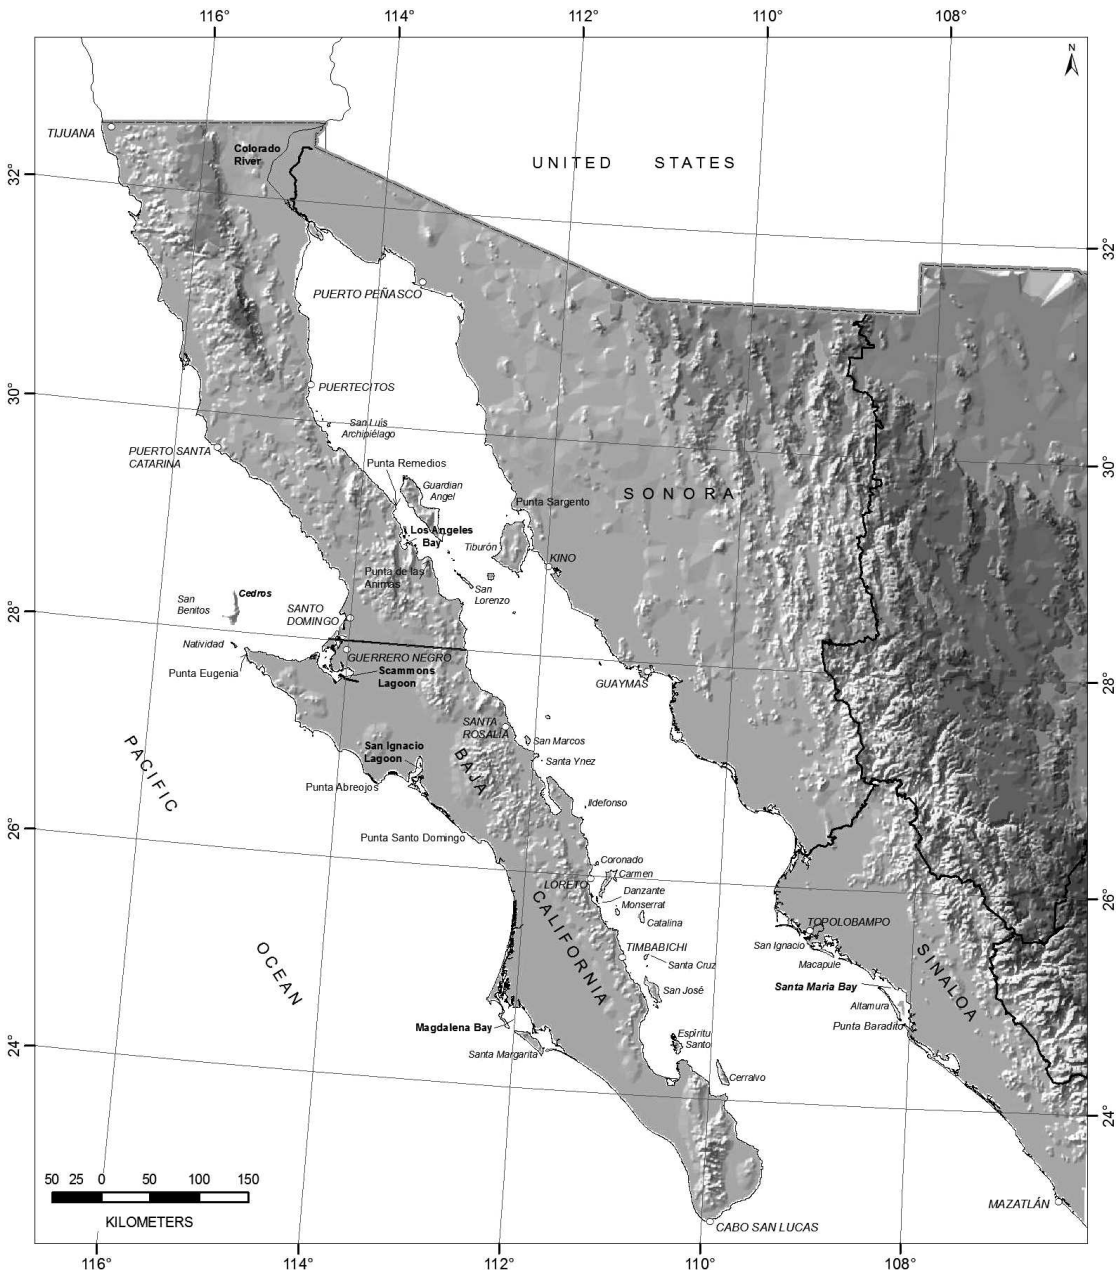 116°
114°
112°
110°
108°
N
TIJUANA
Colorado
River
UNITED STATES
32°
32°
PUERTO PEÑASCO
PUERTECITOS
30°
San Luis
Archipiélago
PUERTO SANTA
CATARINA
Punta Remedios
30°
Guardian
Angel
SONORA
Punta Sargento
Los Angeles
Bay
Tiburón
KINO
Punta de las
Animas
San
Lorenzo
28°
San
Benitos
Cedros
SANTO
DOMINGO
Natividad
GUERRERO NEGRO
Punta Eugenia
Scammons
Lagoon
GUAYMAS
28°
SANTA
ROSALÍA
San Marcos
San Ignacio
Lagoon
Santa Ynez
PACIFIC
BAJA
Punta Abreojos
Ildefonso
26°
Punta Santo Domingo
Coronado
Carmen
LORETO
Danzante
Monserrat
26°
CALIFORNIA
Catalina
TOPOLOBAMPO
OCEAN
TIMBABICHI
San Ignacio
SINALOA
Santa Cruz
Macapule
San José
Santa Maria Bay
Altamura
Magdalena Bay
Punta Baradito
Espíritu
Santo
24°
Santa Margarita
Cerralvo
24°
50 25 0 50 100 150
KILOMETERS
MAZATLÁN
CABO SAN LUCAS
116°
114°
112°
110°
108°